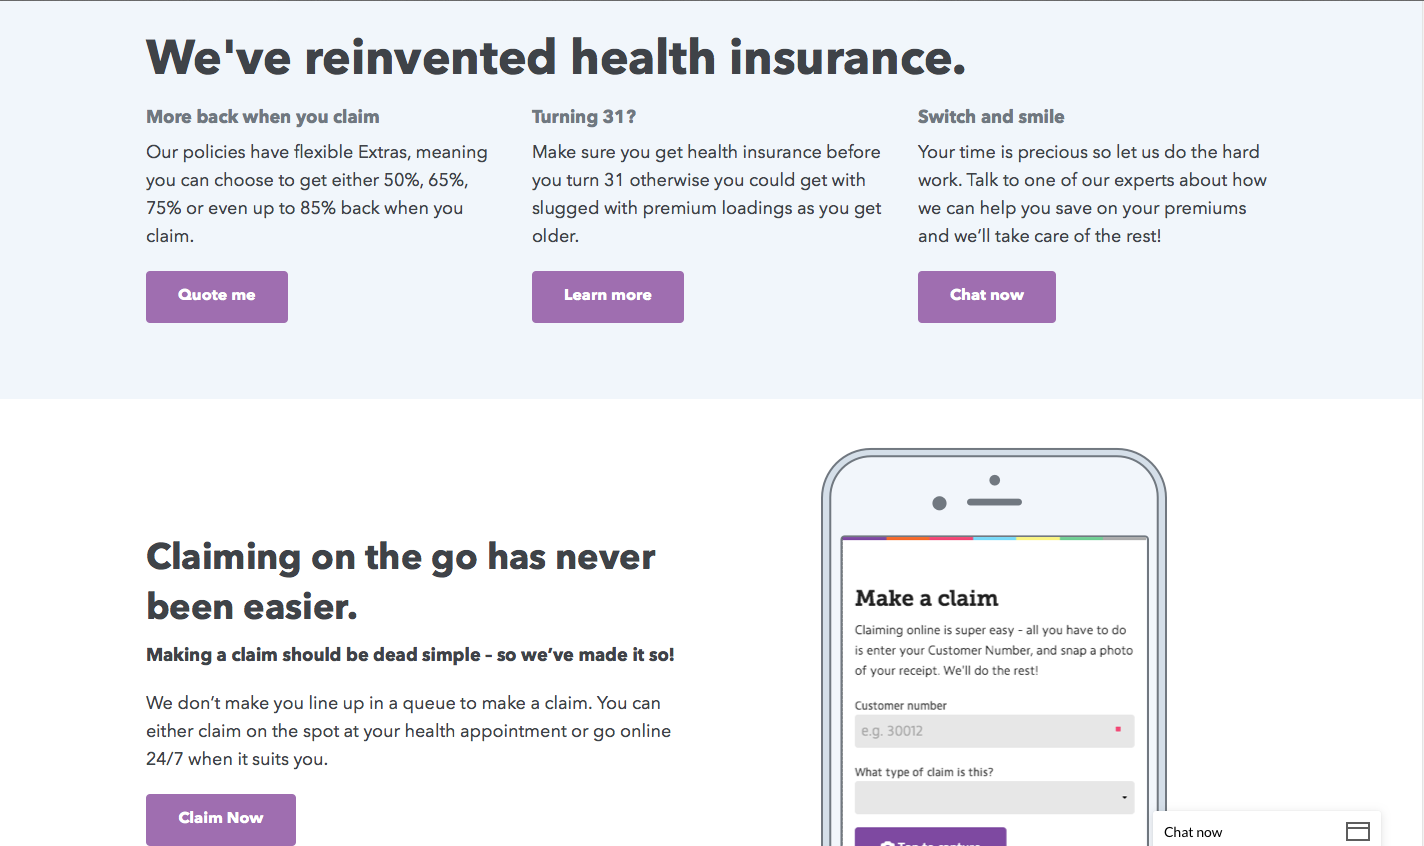 We've reinvented health insurance.
More back when you claim
Our policies have flexible Extras, meaning
you can choose to get either 50%, 65%,
75% or even up to 85% back when you
claim.
Quote me
Turning 31?
Make sure you get health insurance before
you turn 31 otherwise you could get with
slugged with premium loadings as you get
older.
Learn more
Switch and smile
Your time is precious so let us do the hard
work. Talk to one of our experts about how
we can help you save on your premiums
and we’ll take care of the rest!
Chat now
Claiming on the go has never
been easier.
Making a claim should be dead simple – so we’ve made it so!
We don’t make you line up in a queue to make a claim. You can
either claim on the spot at your health appointment or go online
24/7 when it suits you.
Claim Now
Make a claim
Claiming online is super easy - all you have to do
is enter your Customer Number, and snap a photo
of your receipt. We'll do the rest!
Customer number
e.g. 30012
What type of claim is this?
Tap to capture
Chat now